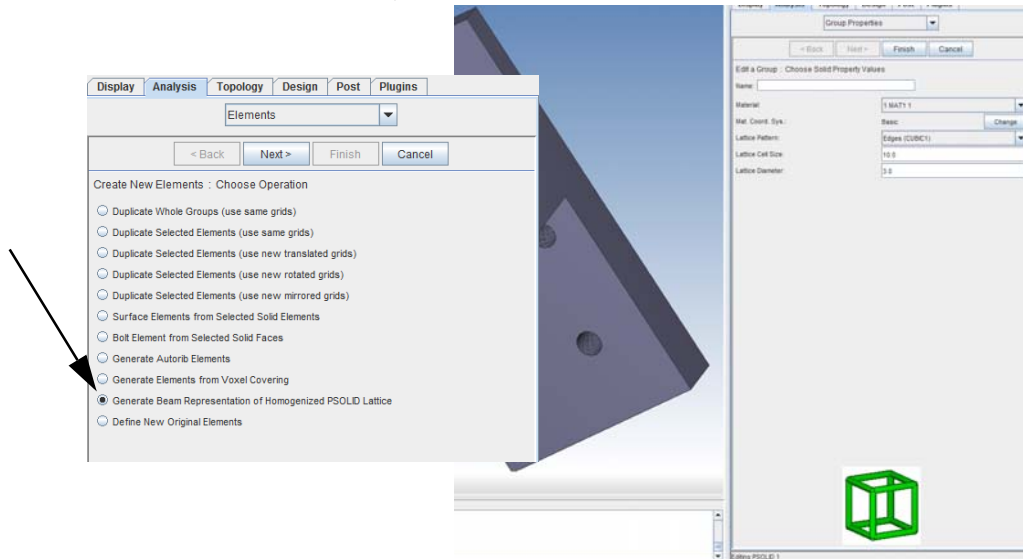 Display Analysis Topology Design Post Plugins
Elements
< Back Next > Finish Cancel
Create New Elements : Choose Operation
Duplicate Whole Groups (use same grids)
Duplicate Selected Elements (use same grids)
Duplicate Selected Elements (use new translated grids)
Duplicate Selected Elements (use new rotated grids)
Duplicate Selected Elements (use new mirrored grids)
Surface Elements from Selected Solid Elements
Bolt Element from Selected Solid Faces
Generate Autorib Elements
Generate Elements from Voxel Covering
Generate Beam Representation of Homogenized PSOLID Lattice
Define New Original Elements
Display Analysis Topology Design Post Plugins
Group Properties
< Back Next > Finish Cancel
Edit a Group : Choose Solid Property Values
Name:
Material: 1 MAT1 1
Mat. Coord. Sys.: Basic Change
Lattice Pattern: Edges (CUBIC1)
Lattice Cell Size: 10.0
Lattice Diameter: 3.0
Editing PSOLID 1